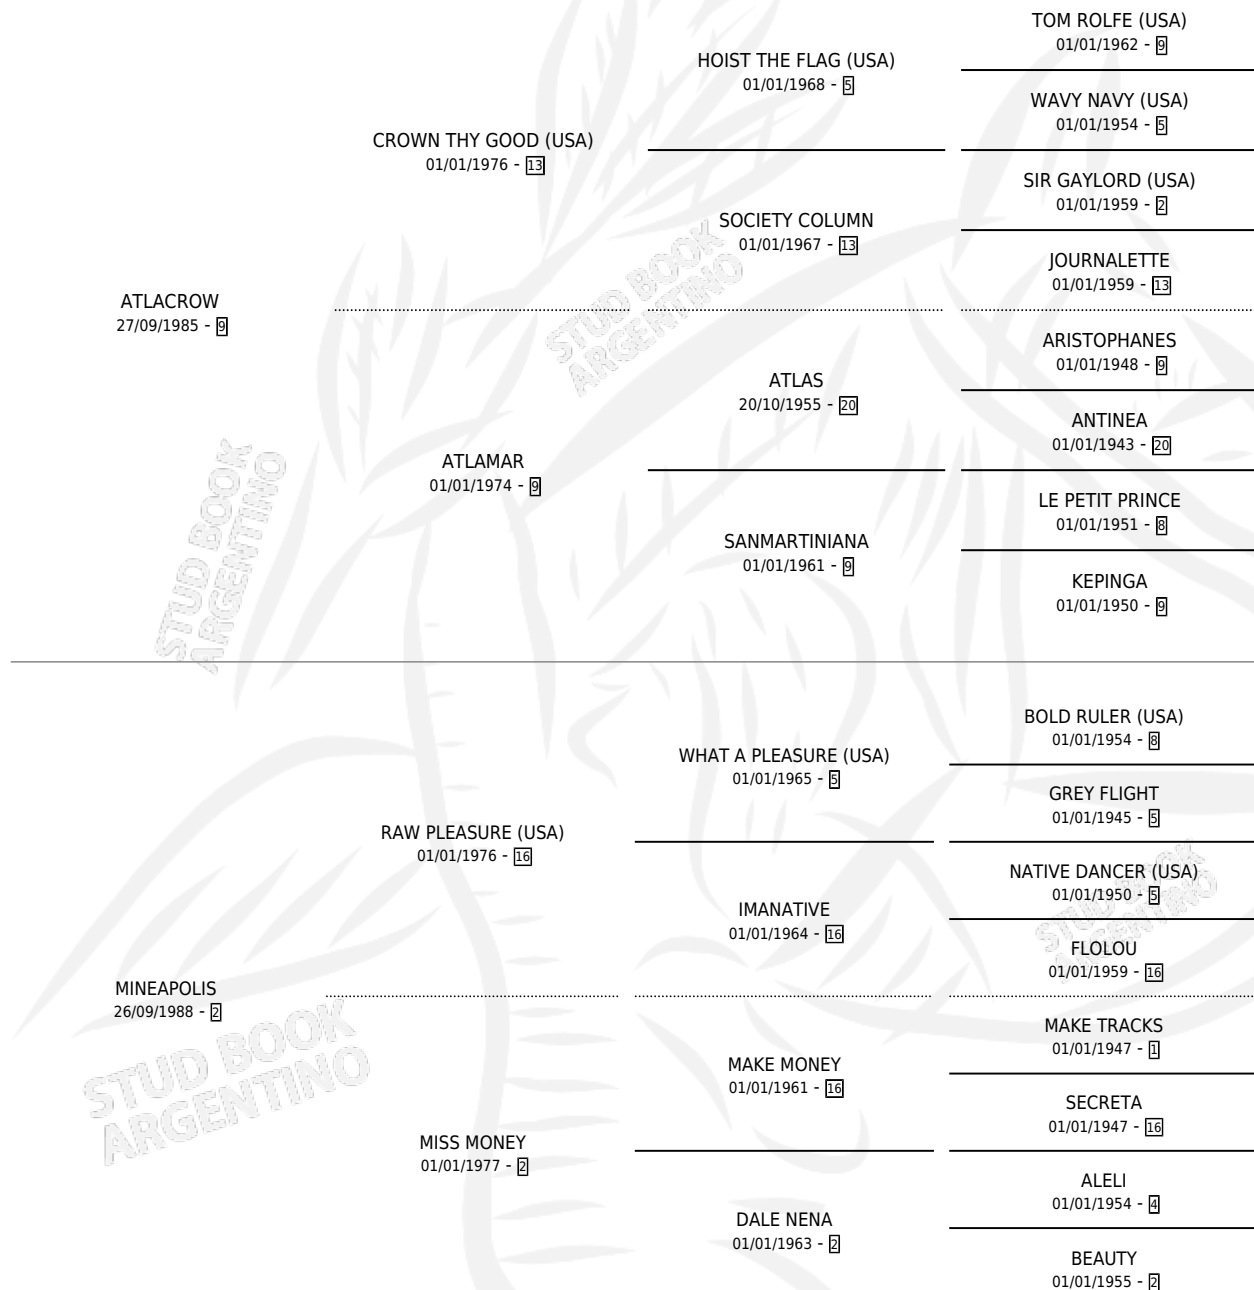 TOM ROLFE (USA)
01/01/1962 - 9
HOIST THE FLAG (USA)
01/01/1968 - 5
WAVY NAVY (USA)
01/01/1954 - 5
CROWN THY GOOD (USA)
01/01/1976 - 13
SIR GAYLORD (USA)
01/01/1959 - 2
SOCIETY COLUMN
01/01/1967 - 13
JOURNALETTE
01/01/1959 - 13
ATLACROW
27/09/1985 - 9
ARISTOPHANES
01/01/1948 - 9
ATLAS
20/10/1955 - 20
ANTINEA
01/01/1943 - 20
ATLAMAR
01/01/1974 - 9
LE PETIT PRINCE
01/01/1951 - 8
SANMARTINIANA
01/01/1961 - 9
KEPINGA
01/01/1950 - 9
BOLD RULER (USA)
01/01/1954 - 8
WHAT A PLEASURE (USA)
01/01/1965 - 5
GREY FLIGHT
01/01/1945 - 5
RAW PLEASURE (USA)
01/01/1976 - 16
NATIVE DANCER (USA)
01/01/1950 - 5
IMANATIVE
01/01/1964 - 16
FLOLOU
01/01/1959 - 16
MINEAPOLIS
26/09/1988 - 2
MAKE TRACKS
01/01/1947 - 1
MAKE MONEY
01/01/1961 - 16
SECRETA
01/01/1947 - 16
MISS MONEY
01/01/1977 - 2
ALELI
01/01/1954 - 4
DALE NENA
01/01/1963 - 2
BEAUTY
01/01/1955 - 2
STUD BOOK
ARGENTINO
STUD BOOK
ARGENTINO
STUD BOOK
ARGENTINO
STUD BOOK
ARGENTINO